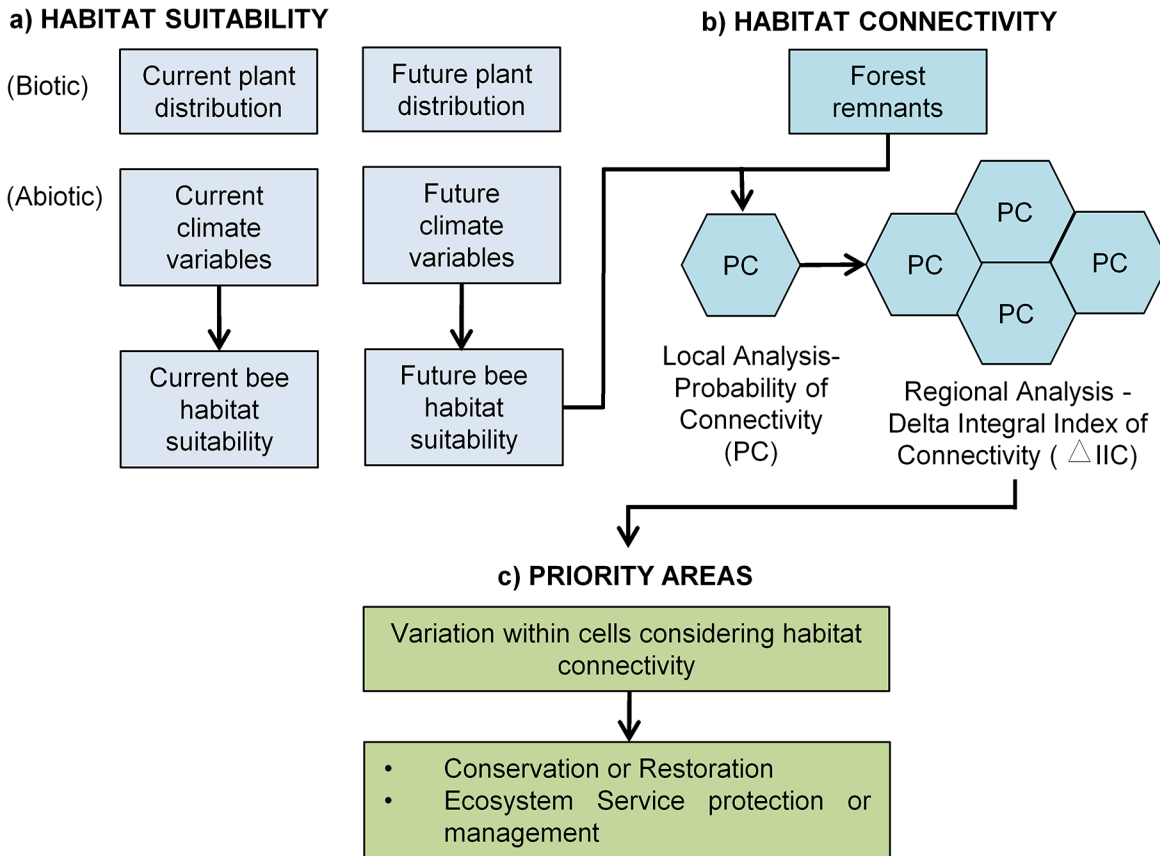 a) HABITAT SUITABILITY
(Biotic)
Current plant
distribution
Future plant
distribution
(Abiotic)
Current
climate
variables
Future
climate
variables
Current bee
habitat
suitability
Future bee
habitat
suitability
b) HABITAT CONNECTIVITY
Forest
remnants
PC
PC
PC
PC
PC
Local Analysis-
Probability of
Connectivity
(PC)
Regional Analysis -
Delta Integral Index of
Connectivity ( △IIC)
c) PRIORITY AREAS
Variation within cells considering habitat
connectivity
• Conservation or Restoration
• Ecosystem Service protection or
management